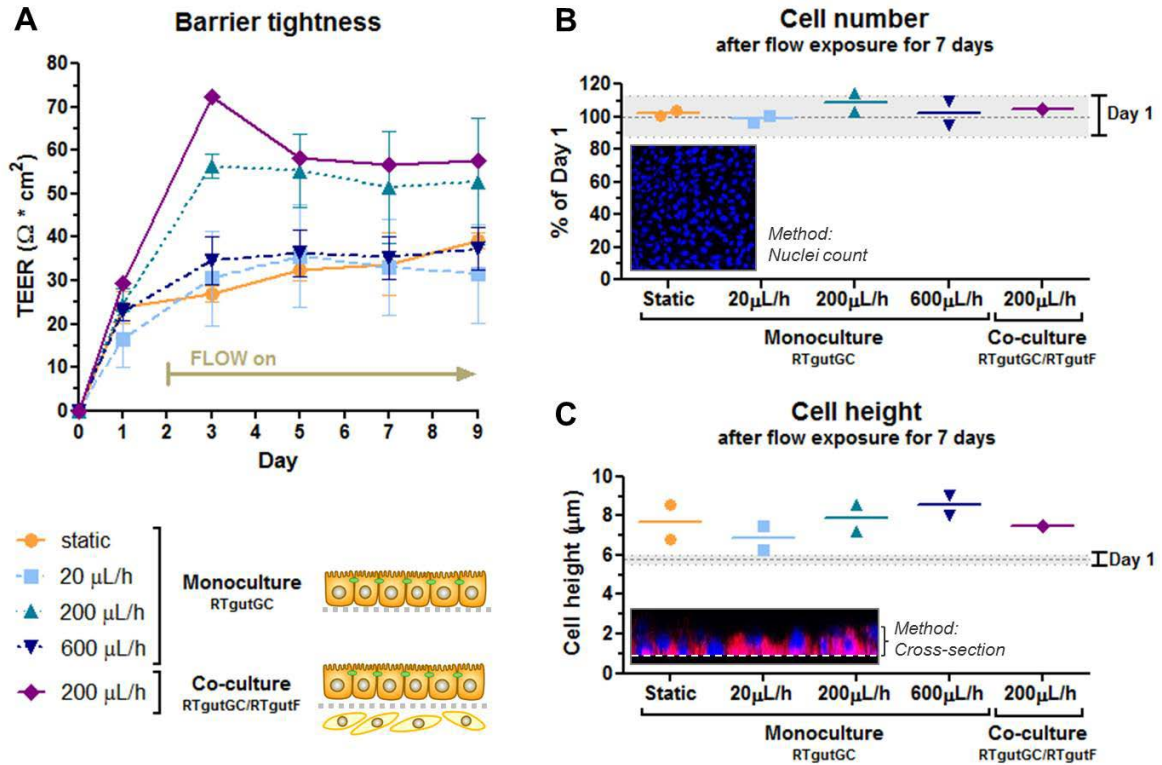 A
Barrier tightness
TEER (Ω * cm2)
80
70
60
50
40
30
20
10
0
FLOW on
0 1 3 5 7 9
Day
static
20 µL/h
200 µL/h
600 µL/h
200 µL/h
Monoculture
RTgutGC
Co-culture
RTgutGC/RTgutF
B
Cell number
after flow exposure for 7 days
% of Day 1
120
100
80
60
40
20
0
Day 1
Method:
Nuclei count
Static 20µL/h 200µL/h 600µL/h 200µL/h
Monoculture Co-culture
RTgutGC RTgutGC/RTgutF
C
Cell height
after flow exposure for 7 days
Cell height (µm)
10
8
6
4
2
0
Day 1
Method:
Cross-section
Static 20µL/h 200µL/h 600µL/h 200µL/h
Monoculture Co-culture
RTgutGC RTgutGC/RTgutF